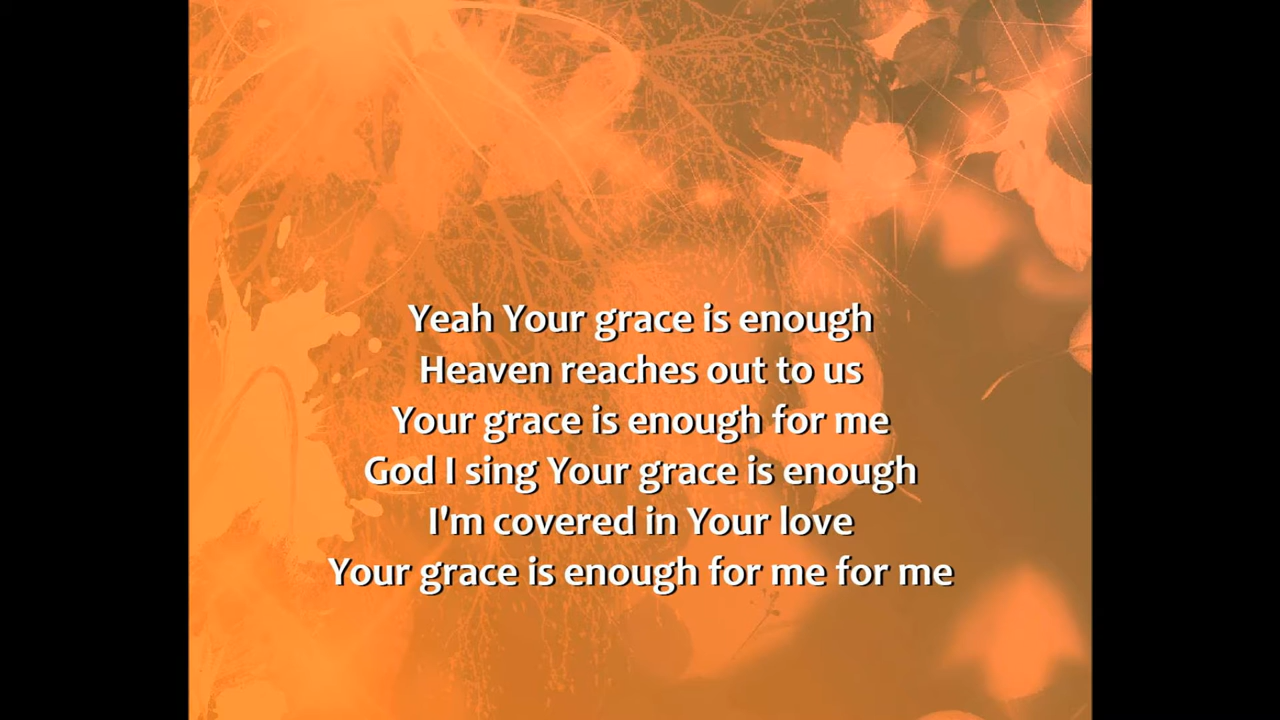 Yeah Your grace is enough
Heaven reaches out to us
Your grace is enough for me
God I sing Your grace is enough
I'm covered in Your love
Your grace is enough for me for me